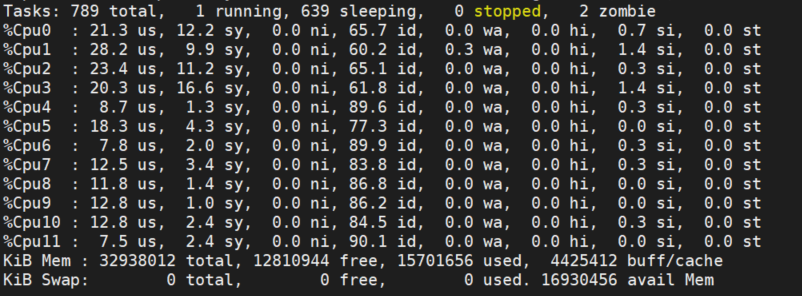 Tasks: 789 total,   1 running, 639 sleeping,   0 stopped,   2 zombie
%Cpu0  : 21.3 us, 12.2 sy,  0.0 ni, 65.7 id,  0.0 wa,  0.0 hi,  0.7 si,  0.0 st
%Cpu1  : 28.2 us,  9.9 sy,  0.0 ni, 60.2 id,  0.3 wa,  0.0 hi,  1.4 si,  0.0 st
%Cpu2  : 23.4 us, 11.2 sy,  0.0 ni, 65.1 id,  0.0 wa,  0.0 hi,  0.3 si,  0.0 st
%Cpu3  : 20.3 us, 16.6 sy,  0.0 ni, 61.8 id,  0.0 wa,  0.0 hi,  1.4 si,  0.0 st
%Cpu4  :  8.7 us,  1.3 sy,  0.0 ni, 89.6 id,  0.0 wa,  0.0 hi,  0.3 si,  0.0 st
%Cpu5  : 18.3 us,  4.3 sy,  0.0 ni, 77.3 id,  0.0 wa,  0.0 hi,  0.0 si,  0.0 st
%Cpu6  :  7.8 us,  2.0 sy,  0.0 ni, 89.9 id,  0.0 wa,  0.0 hi,  0.3 si,  0.0 st
%Cpu7  : 12.5 us,  3.4 sy,  0.0 ni, 83.8 id,  0.0 wa,  0.0 hi,  0.3 si,  0.0 st
%Cpu8  : 11.8 us,  1.4 sy,  0.0 ni, 86.8 id,  0.0 wa,  0.0 hi,  0.0 si,  0.0 st
%Cpu9  : 12.8 us,  1.0 sy,  0.0 ni, 86.2 id,  0.0 wa,  0.0 hi,  0.0 si,  0.0 st
%Cpu10 : 12.8 us,  2.4 sy,  0.0 ni, 84.5 id,  0.0 wa,  0.0 hi,  0.3 si,  0.0 st
%Cpu11 :  7.5 us,  2.4 sy,  0.0 ni, 90.1 id,  0.0 wa,  0.0 hi,  0.0 si,  0.0 st
KiB Mem : 32938012 total, 12810944 free, 15701656 used,  4425412 buff/cache
KiB Swap:        0 total,        0 free,        0 used. 16930456 avail Mem